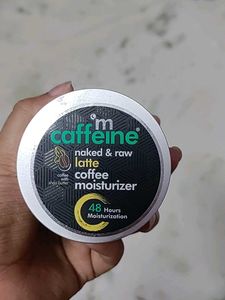 m
caffeine®
naked & raw
latte
coffee
moisturizer
coffee
with
shea butter
48 Hours
Moisturization